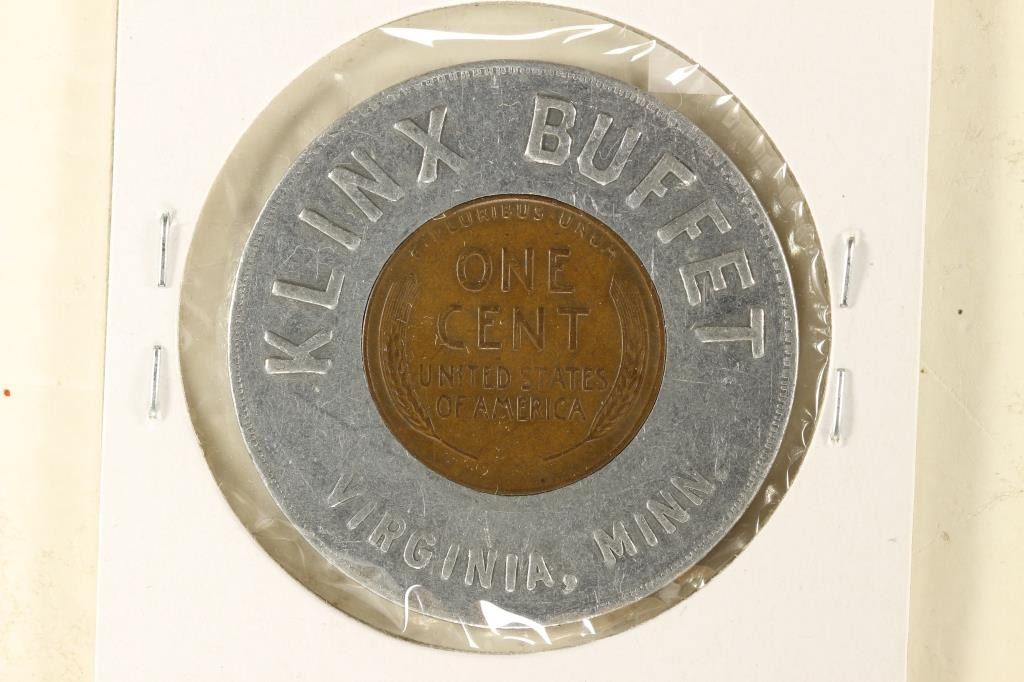 KLINX BUFFET
E·PLURIBUS·UNUM
ONE
CENT
UNITED STATES
OF AMERICA
VIRGINIA, MINN.